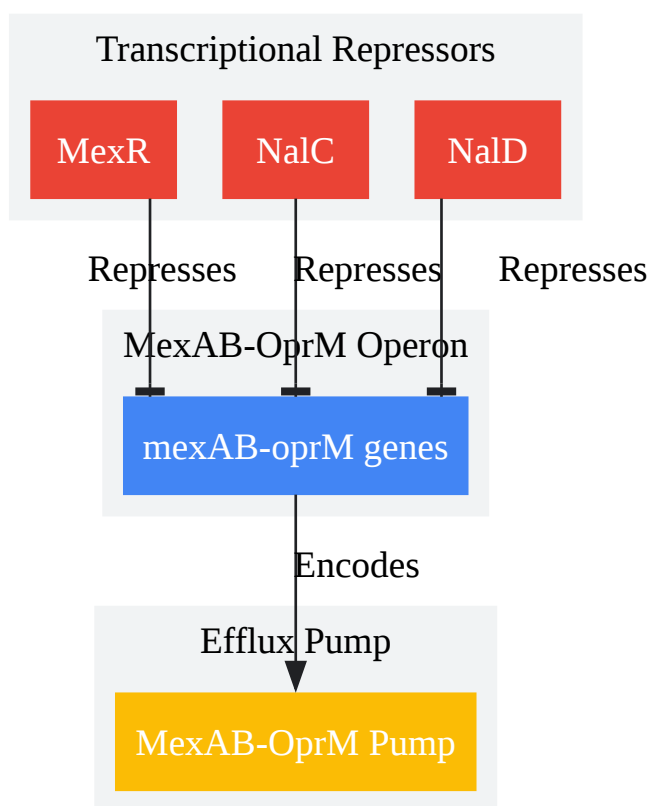 Transcriptional Repressors
MexR
NalC
NalD
Represses
Represses
Represses
MexAB-OprM Operon
mexAB-oprM genes
Encodes
Efflux Pump
MexAB-OprM Pump